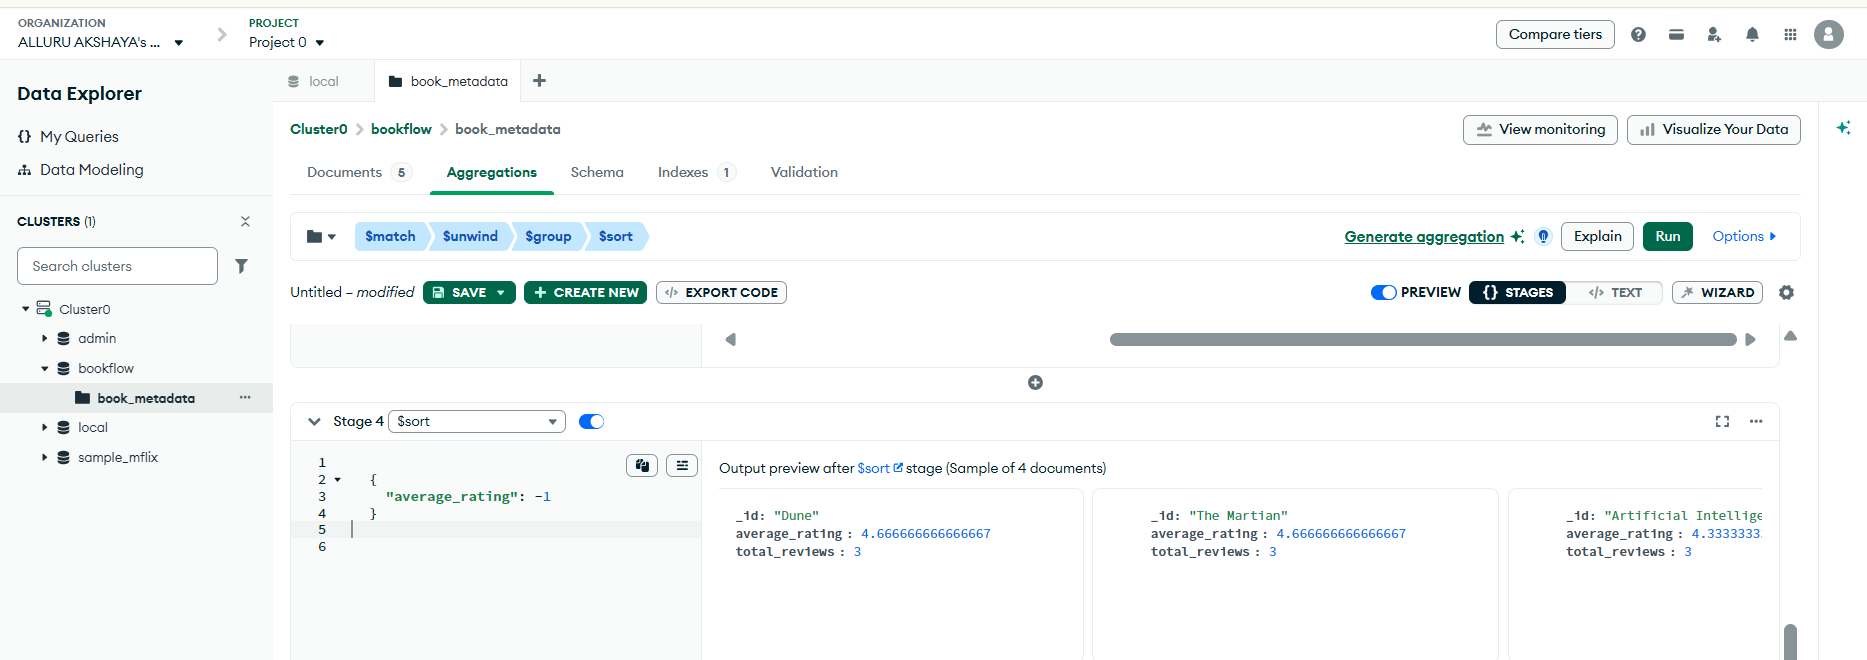 ORGANIZATION
ALLURU AKSHAYA's ...
PROJECT
Project 0
Compare tiers
Data Explorer
My Queries
Data Modeling
CLUSTERS (1)
Search clusters
Cluster0
admin
bookflow
book_metadata
local
sample_mflix
local
book_metadata
Cluster0 > bookflow > book_metadata
View monitoring
Visualize Your Data
Documents 5
Aggregations
Schema
Indexes 1
Validation
$match
$unwind
$group
$sort
Generate aggregation
Explain
Run
Options
Untitled – modified
SAVE
+ CREATE NEW
</> EXPORT CODE
PREVIEW
{} STAGES
</> TEXT
WIZARD
Stage 4
$sort
1
2 {
3 "average_rating": -1
4 }
5
6
Output preview after $sort stage (Sample of 4 documents)
_id: "Dune"
average_rating : 4.666666666666667
total_reviews : 3
_id: "The Martian"
average_rating : 4.666666666666667
total_reviews : 3
_id: "Artificial Intellige
average_rating : 4.3333333.
total_reviews : 3